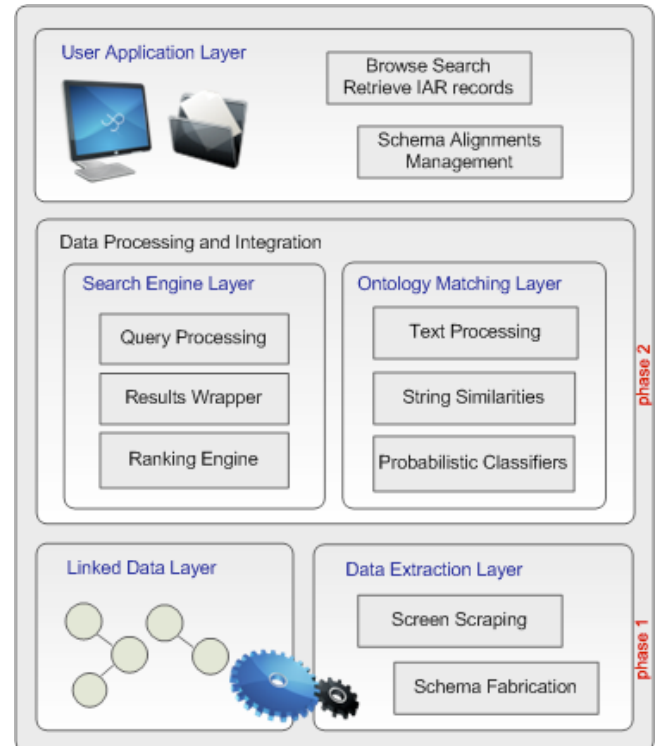 User Application Layer
Browse Search
Retrieve IAR records
Schema Alignments
Management
Data Processing and Integration
Search Engine Layer
Query Processing
Results Wrapper
Ranking Engine
Ontology Matching Layer
Text Processing
String Similarities
Probabilistic Classifiers
phase 2
Linked Data Layer
Data Extraction Layer
Screen Scraping
Schema Fabrication
phase 1